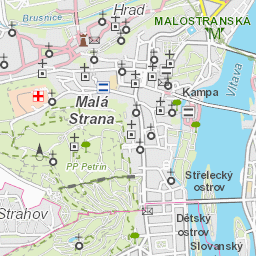 Hrad
Brusnice
MALOSTRANSKÁ
M
Kampa
Vltava
Malá
Strana
PP Petřín
Střelecký
ostrov
Strahov
Dětský
ostrov
Slovanský